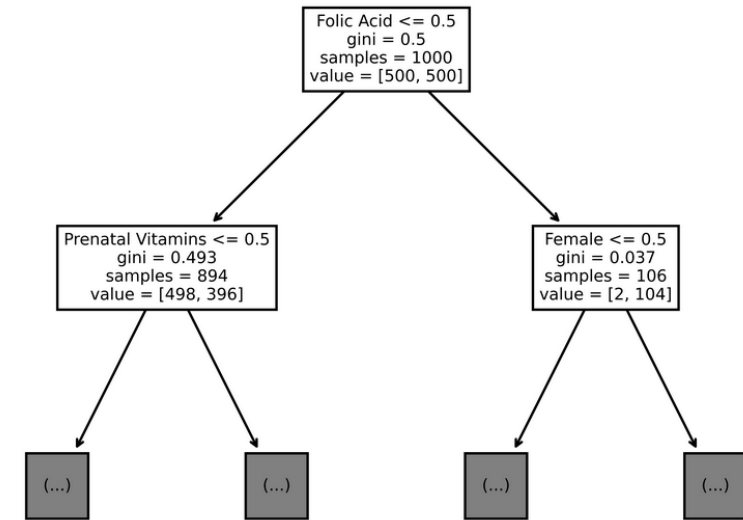 Folic Acid <= 0.5
gini = 0.5
samples = 1000
value = [500, 500]
Prenatal Vitamins <= 0.5
gini = 0.493
samples = 894
value = [498, 396]
Female <= 0.5
gini = 0.037
samples = 106
value = [2, 104]
(...)
(...)
(...)
(...)